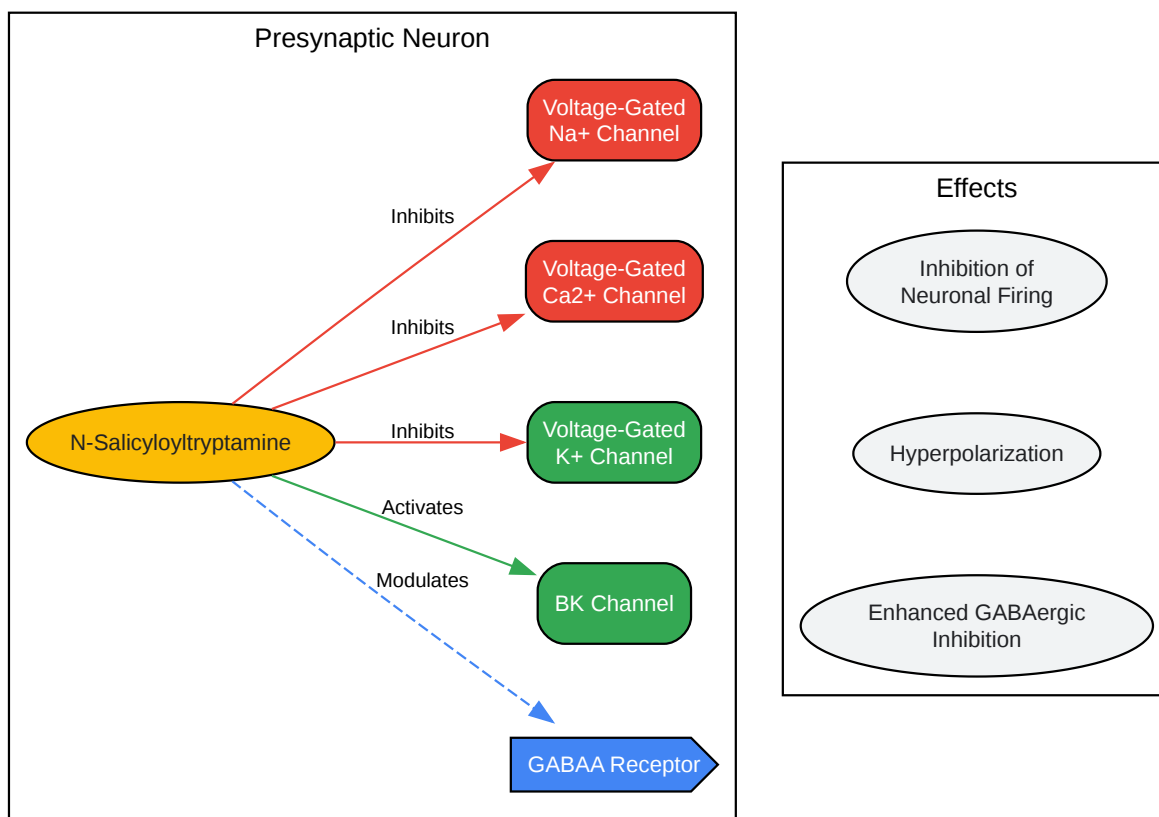 Presynaptic Neuron
Voltage-Gated
Na+ Channel
Inhibits
Voltage-Gated
Ca2+ Channel
Inhibits
N-Salicyloyltryptamine
Inhibits
Voltage-Gated
K+ Channel
Activates
Modulates
BK Channel
GABAA Receptor
Effects
Inhibition of
Neuronal Firing
Hyperpolarization
Enhanced GABAergic
Inhibition